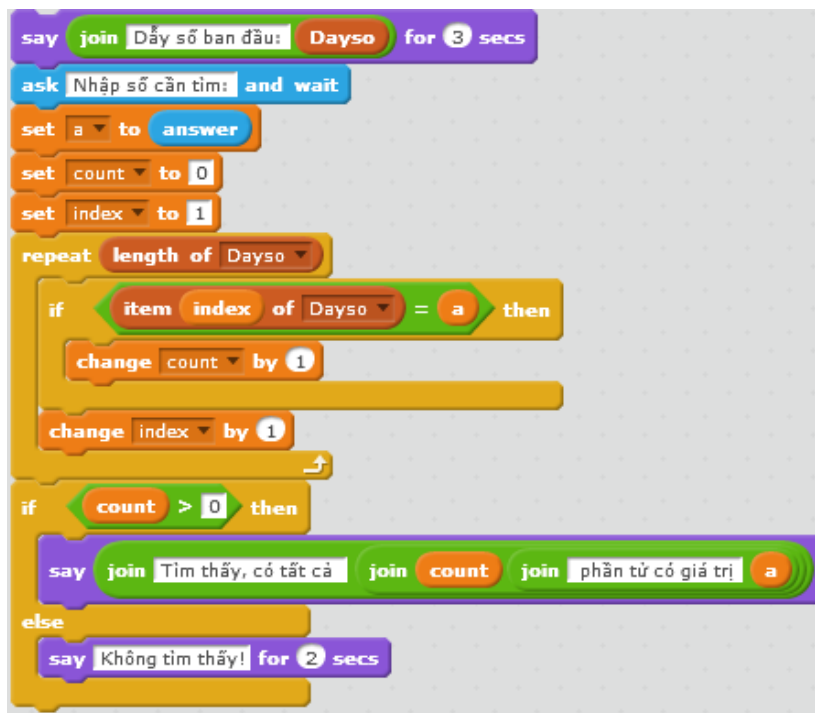 say join Dẫy số ban đầu: Dayso for 3 secs
ask Nhập số cần tìm: and wait
set a to answer
set count to 0
set index to 1
repeat length of Dayso
if item index of Dayso = a then
change count by 1
change index by 1
if count > 0 then
say join Tìm thấy, có tất cả join count join phần tử có giá trị a
else
say Không tìm thấy! for 2 secs